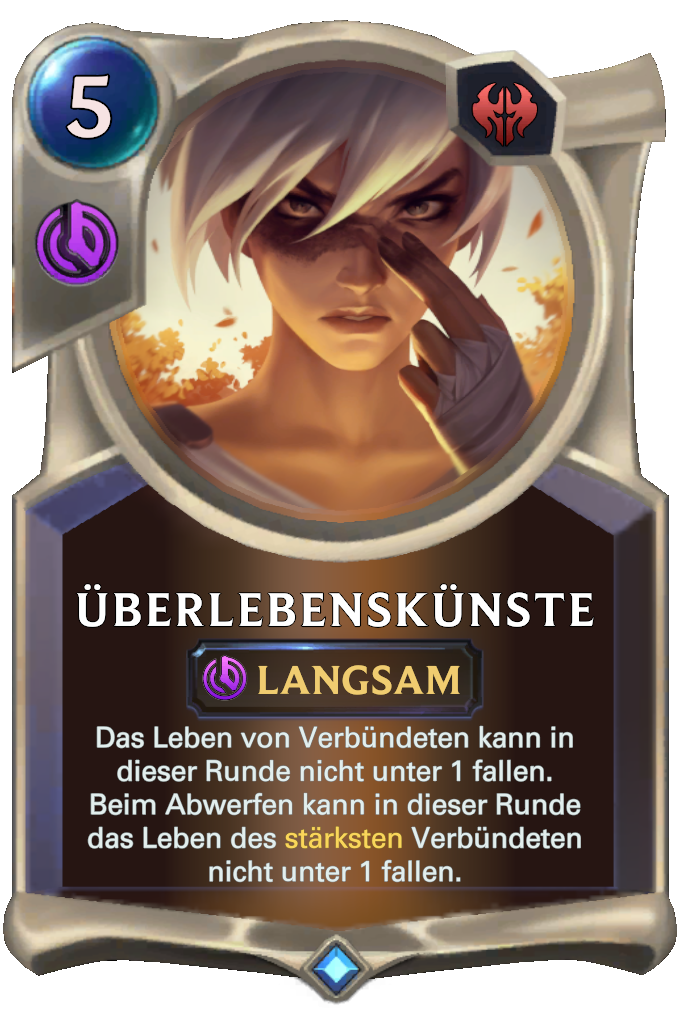 5
ÜBERLEBENSKÜNSTE
LANGSAM
Das Leben von Verbündeten kann in
dieser Runde nicht unter 1 fallen.
Beim Abwerfen kann in dieser Runde
das Leben des stärksten Verbündeten
nicht unter 1 fallen.